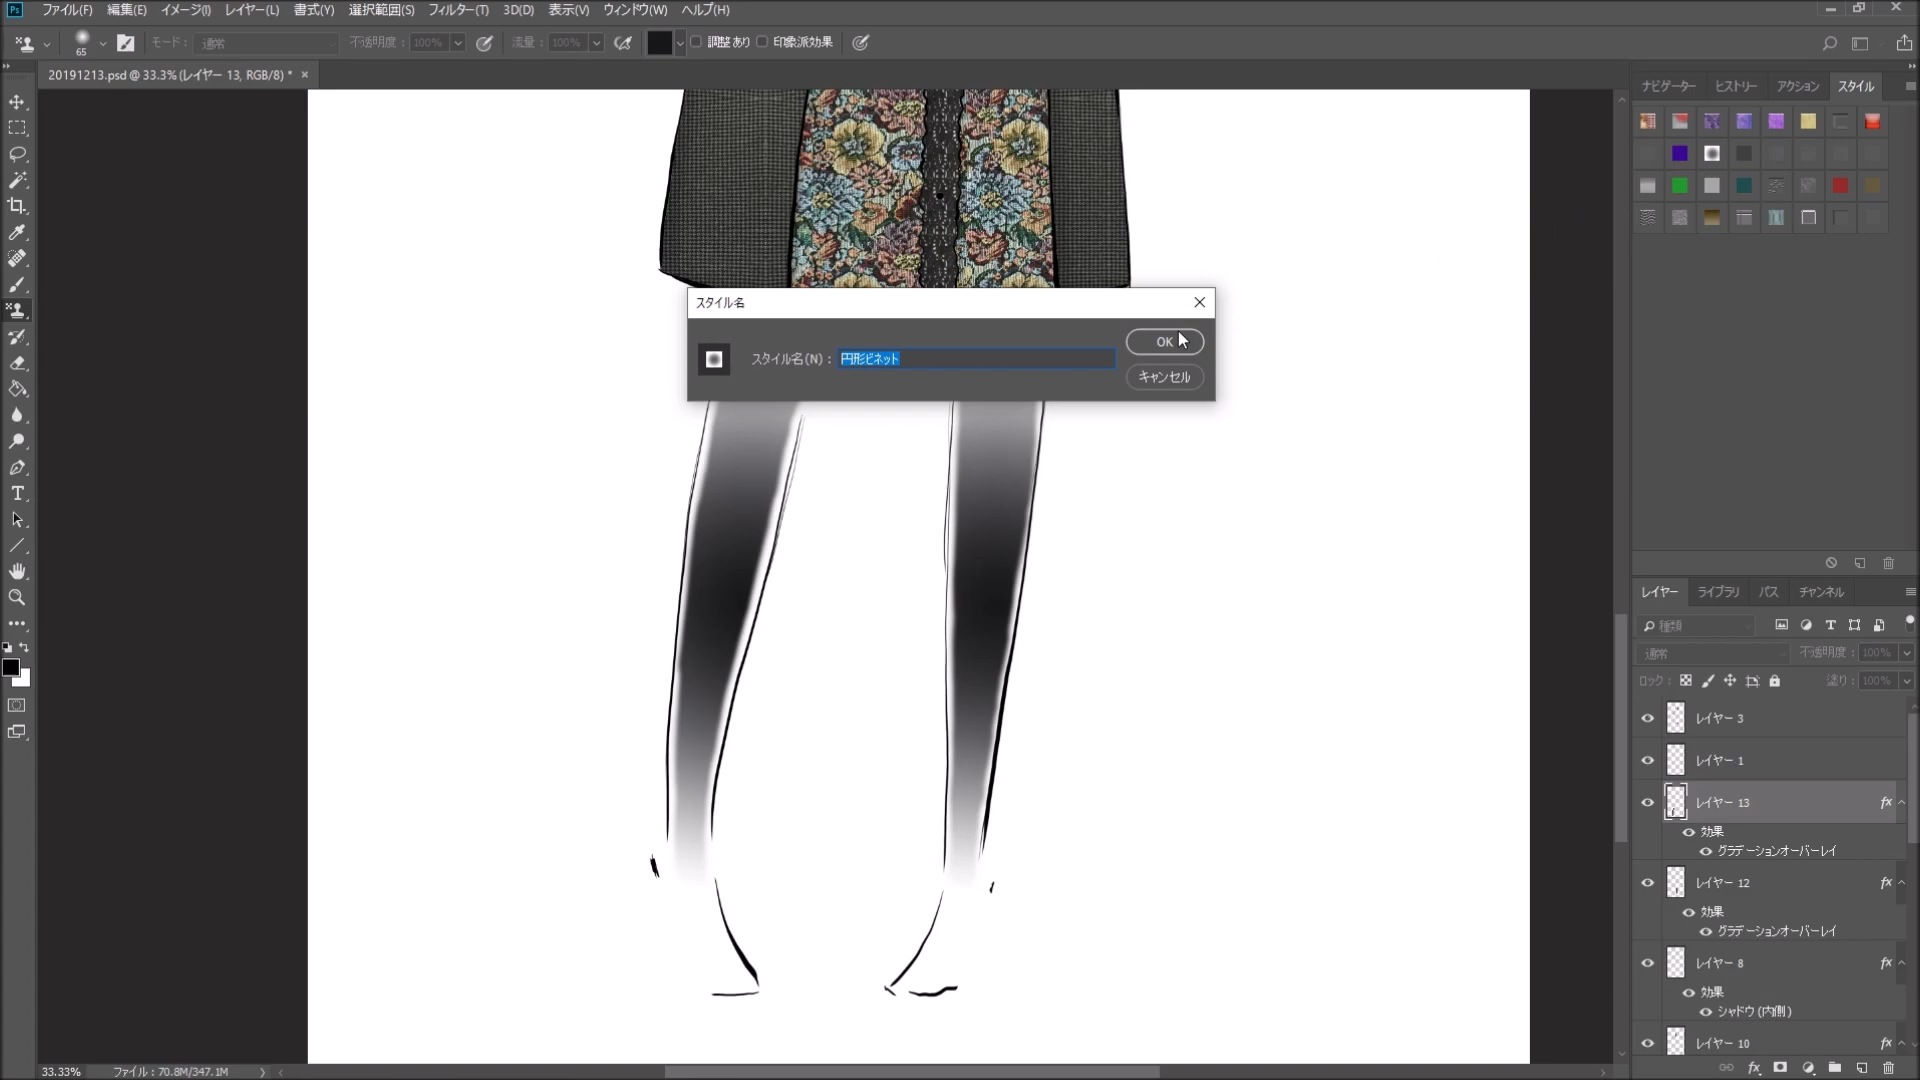 Ps ファイル(F) 編集(E) イメージ(I) レイヤー(L) 書式(Y) 選択範囲(S) フィルター(T) 3D(D) 表示(V) ウィンドウ(W) ヘルプ(H)
65 モード: 通常 不透明度: 100% 流量: 100% 調整あり 印象派効果
20191213.psd @ 33.3% (レイヤー 13, RGB/8) *
ナビゲーター ヒストリー アクション スタイル
スタイル名
スタイル名(N): 円形ビネット
OK
キャンセル
レイヤー ライブラリ パス チャンネル
種類
通常 不透明度: 100%
ロック: 塗り: 100%
レイヤー 3
レイヤー 1
レイヤー 13 fx
効果
グラデーションオーバーレイ
レイヤー 12 fx
効果
グラデーションオーバーレイ
レイヤー 8 fx
効果
シャドウ (内側)
レイヤー 10 fx
33.33% ファイル: 70.8M/347.1M
fx